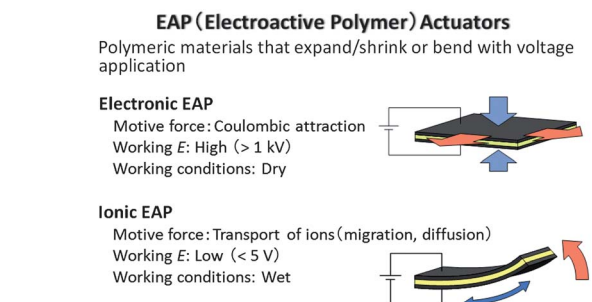 EAP（Electroactive Polymer）Actuators
Polymeric materials that expand/shrink or bend with voltage
application
Electronic EAP
Motive force：Coulombic attraction
Working E: High（> 1 kV）
Working conditions: Dry
Ionic EAP
Motive force：Transport of ions（migration, diffusion）
Working E: Low（< 5 V）
Working conditions: Wet